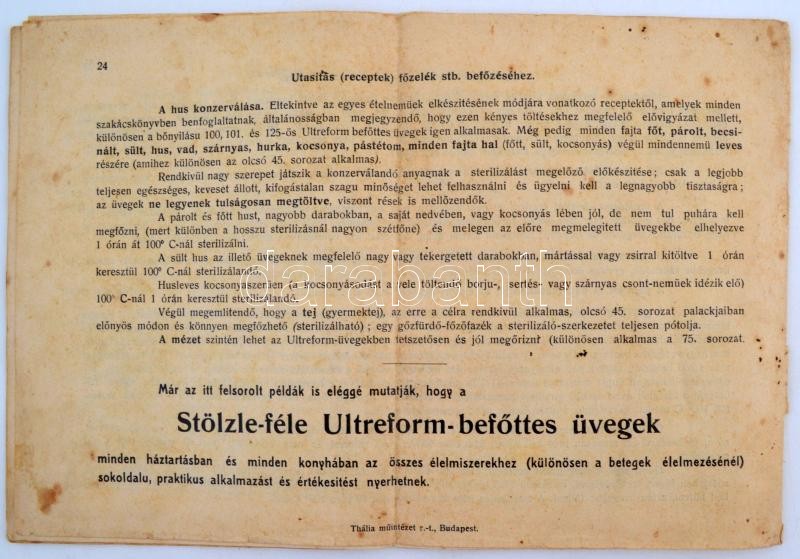 24
Utasitás (receptek) főzelék stb. befőzéséhez.
A hus konzerválása. Eltekintve az egyes ételnemüek elkészitésének módjára vonatkozó receptektől, amelyek minden
szakácskönyvben benfoglaltatnak, általánosságban megjegyzendő, hogy ezen kényes töltésekhez megfelelő elővigyázat mellett,
különösen a bőnyilásu 100, 101. és 125-ös Ultreform befőttes üvegek igen alkalmasak. Még pedig minden fajta főt, párolt, becsi-
nált, sült, hus, vad, szárnyas, hurka, kocsonya, pástétom, minden fajta hal (főtt, sült, kocsonyás) végül mindennemü leves
részére (amihez különösen az olcsó 45. sorozat alkalmas).
Rendkivül nagy szerepet játszik a konzerválandó anyagnak a sterilizálást megelőző előkészitése; csak a legjobb
teljesen egészséges, keveset állott, kifogástalan szagu minőséget lehet felhasználni és ügyelni kell a legnagyobb tisztaságra;
az üvegek ne legyenek tulságosan megtöltve, viszont rések is mellőzendők.
A párolt és főtt hust, nagyobb darabokban, a saját nedvében, vagy kocsonyás lében jól, de nem tul puhára kell
megfőzni, (mert különben a hosszu sterilizásnál nagyon szétfőne) és melegen az előre megmelegitett üvegekbe elhelyezve
1 órán át 100° C-nál sterilizálni.
A sült hus az illető üvegeknek megfelelő nagy vagy tekergetett darabokban, mártással vagy zsirral kitöltve 1 órán
keresztül 100° C-nál sterilizálandó.
Husleves kocsonyaszerüen (a kocsonyásodást a vele töltendő borju-, sertés- vagy szárnyas csont-nemüek idézik elő)
100° C-nál 1 órán keresztül sterilizálandó.
Végül megemlitendő, hogy a tej (gyermektej), az erre a célra rendkivül alkalmas, olcsó 45. sorozat palackjaiban
előnyös módon és könnyen megfőzhető (sterilizálható); egy gőzfürdő-főzőfazék a sterilizáló-szerkezetet teljesen pótolja.
A mézet szintén lehet az Ultreform-üvegekben tetszetősen és jól megőrizni (különösen alkalmas a 75. sorozat.
Már az itt felsorolt példák is eléggé mutatják, hogy a
Stölzle-féle Ultreform-befőttes üvegek
minden háztartásban és minden konyhában az összes élelmiszerekhez (különösen a betegek élelmezésénél)
sokoldalu, praktikus alkalmazást és értékesitést nyerhetnek.
Thália műintézet r.-t., Budapest.
darabanth